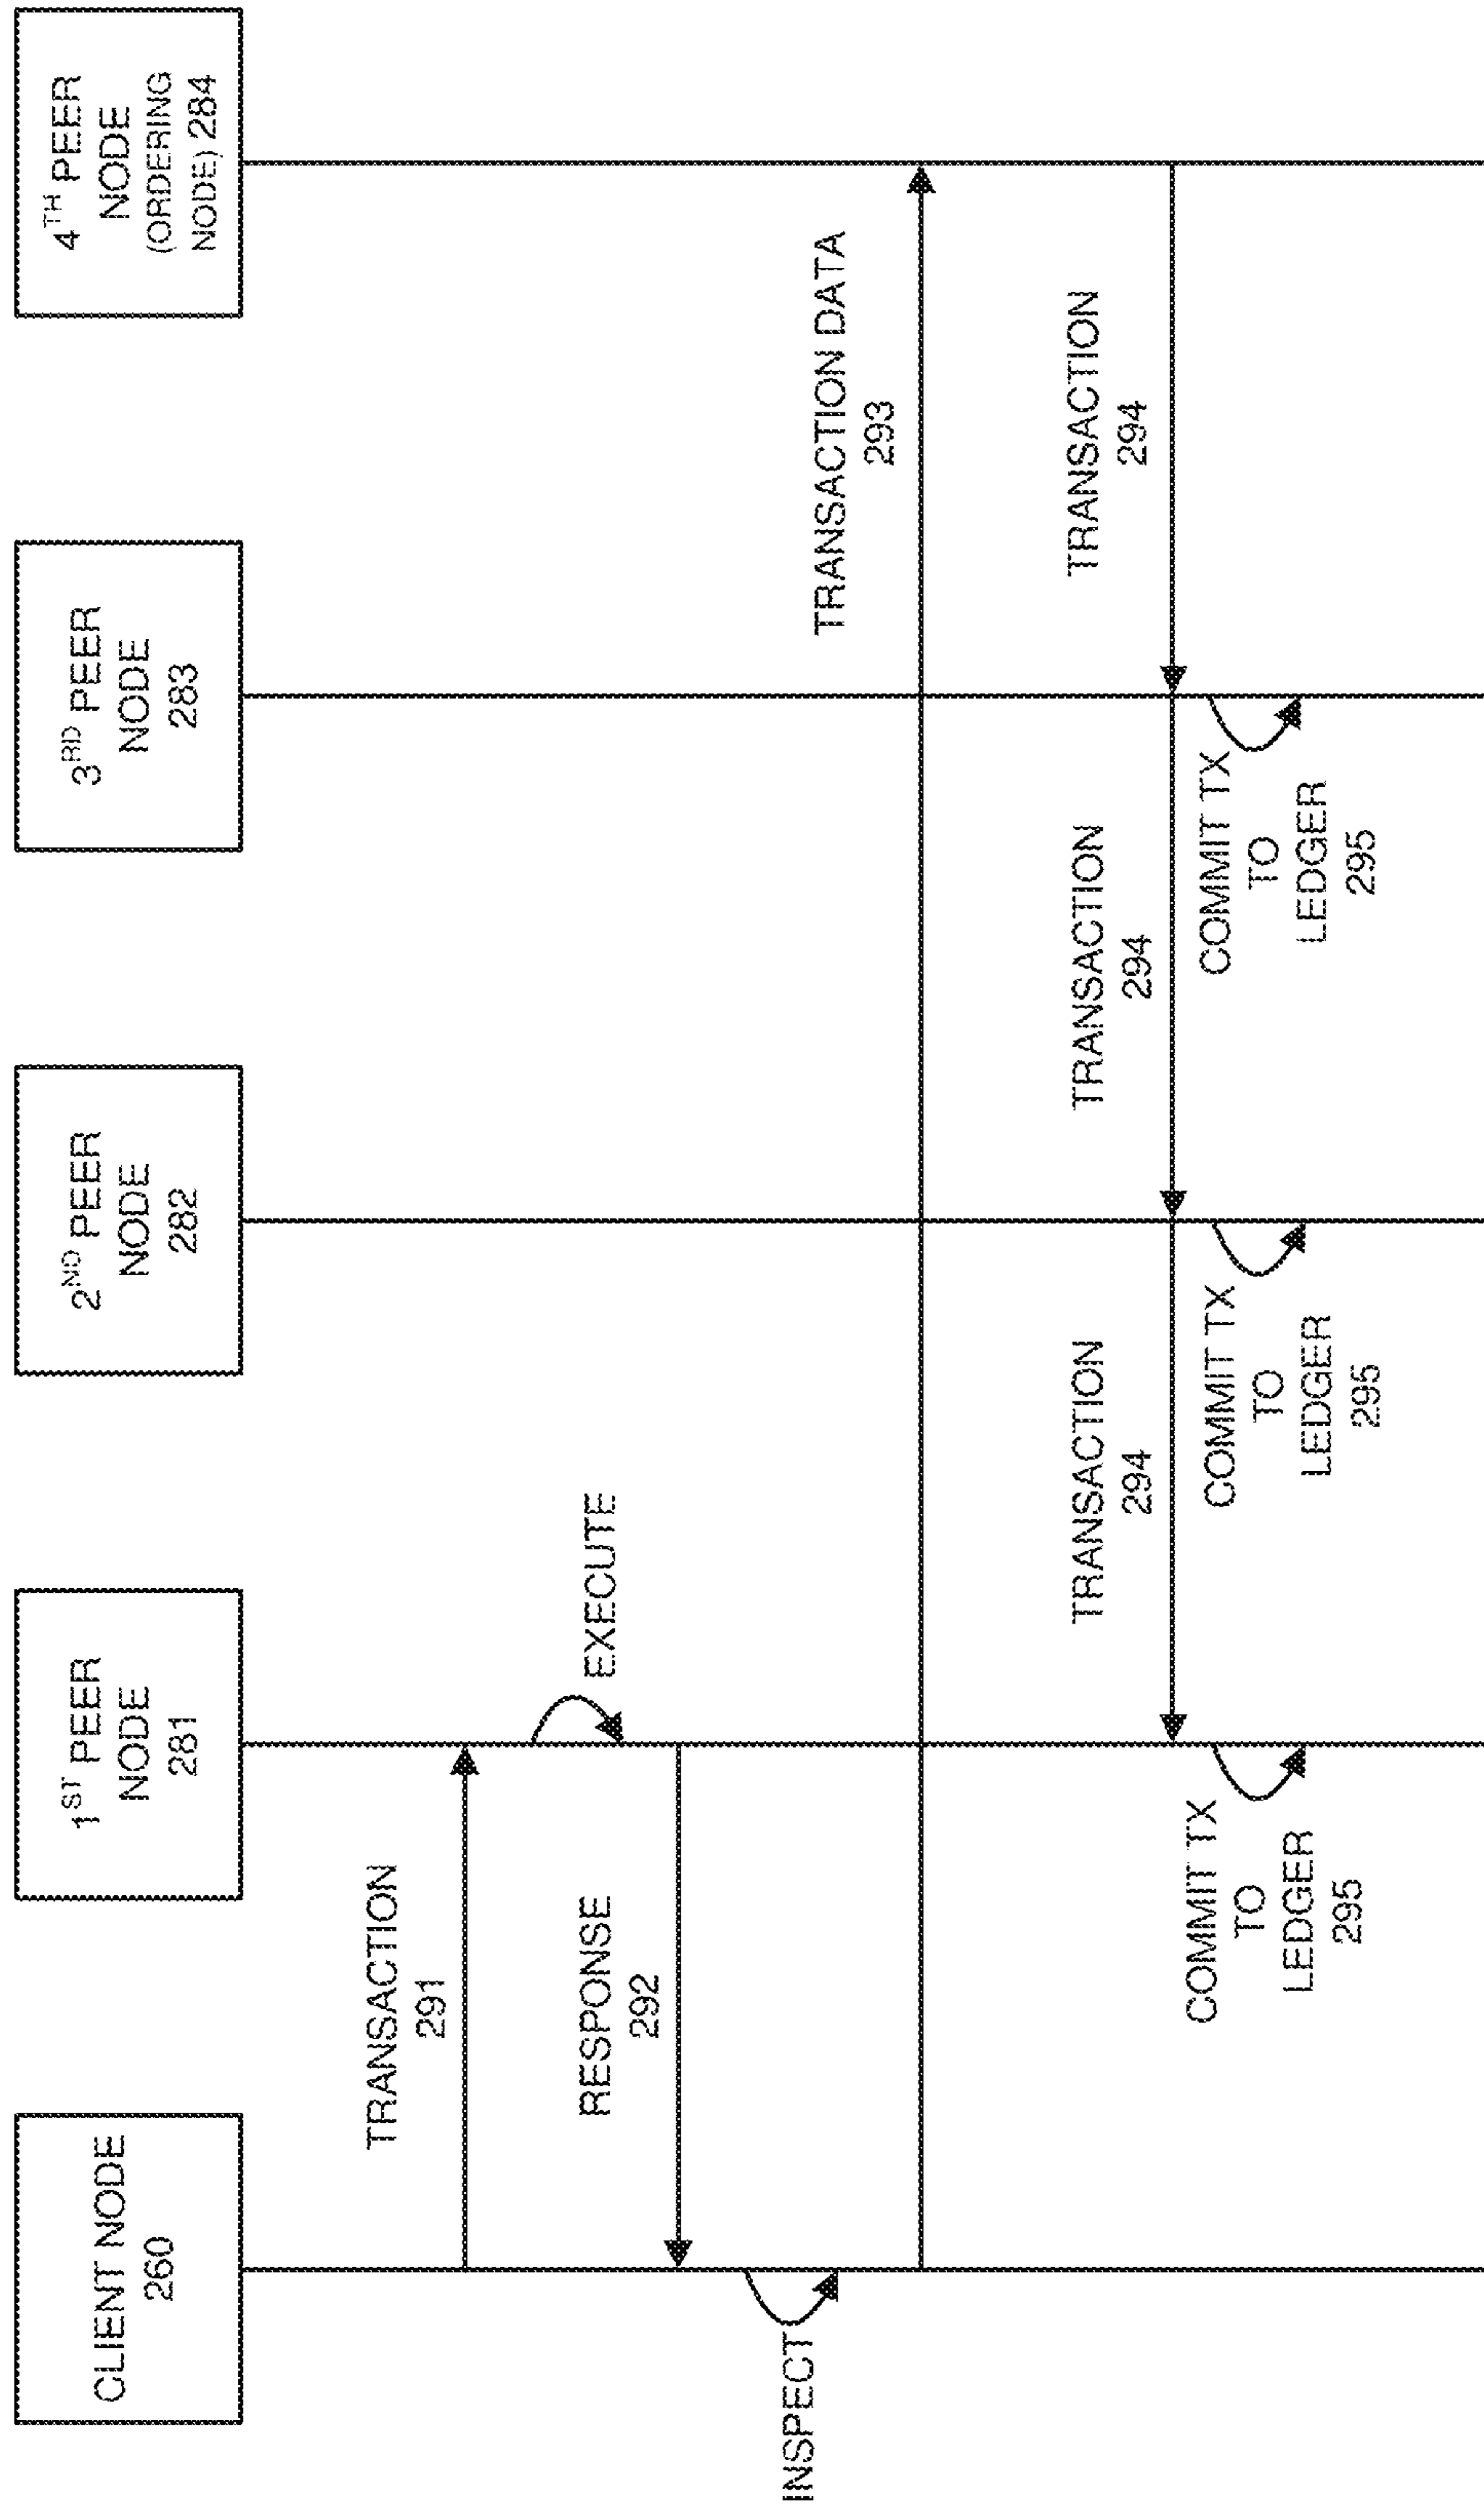 CLIENT NODE
260
1ST PEER
NODE
281
2ND PEER
NODE
282
3RD PEER
NODE
283
4TH PEER
NODE
(ORDERING
NODE) 284
TRANSACTION
291
EXECUTE
RESPONSE
292
INSPECT
TRANSACTION DATA
293
TRANSACTION
294
TRANSACTION
294
TRANSACTION
294
COMMIT TX
TO
LEDGER
295
COMMIT TX
TO
LEDGER
295
COMMIT TX
TO
LEDGER
295